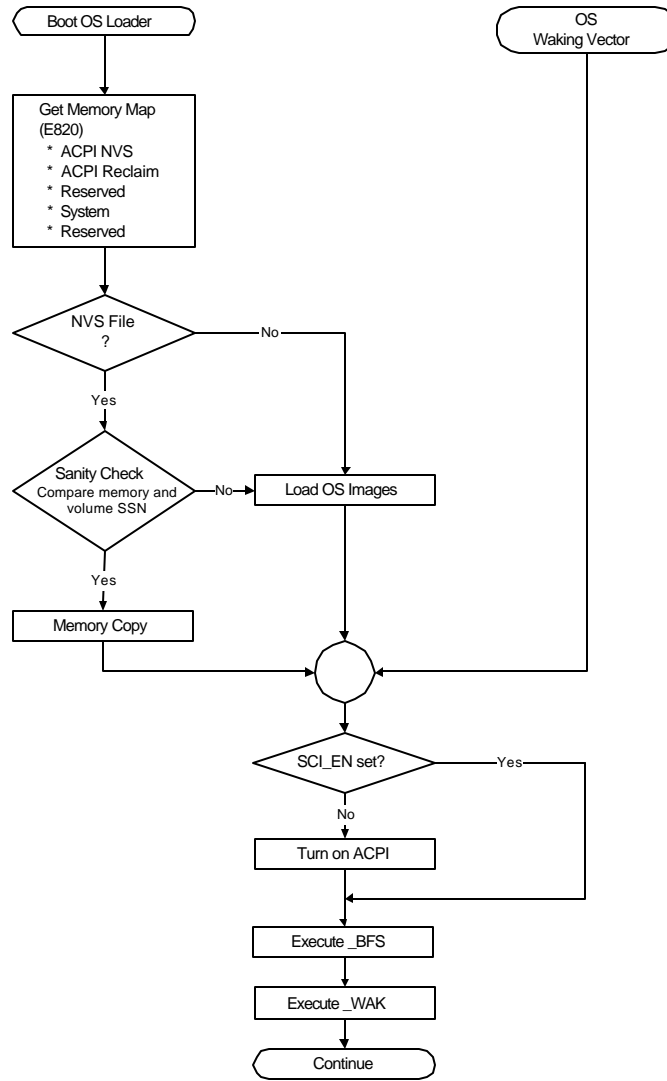 Boot OS Loader
OS
Waking Vector
Get Memory Map
(E820)
* ACPI NVS
* ACPI Reclaim
* Reserved
* System
* Reserved
NVS File
?
No
Yes
Sanity Check
Compare memory and
volume SSN
No
Load OS Images
Yes
Memory Copy
SCI_EN set?
Yes
No
Turn on ACPI
Execute _BFS
Execute _WAK
Continue